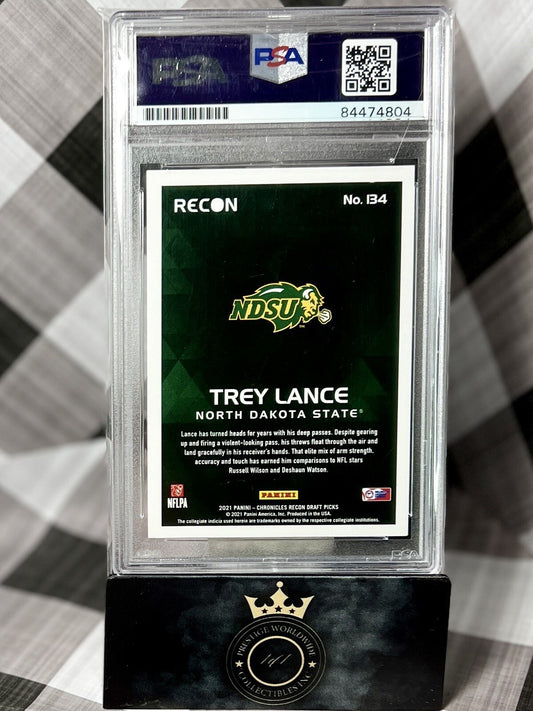 PSA
PSA
84474804
RECON
No. 134
NDSU
TM
TREY LANCE
NORTH DAKOTA STATE®
Lance has turned heads for years with his deep passes. Despite gearing
up and firing a violent-looking pass, his throws float through the air and
land gracefully in his receiver's hands. That elite mix of arm strength,
accuracy and touch has earned him comparisons to NFL stars
Russell Wilson and Deshaun Watson.
NFLPA
PANINI
2021 PANINI – CHRONICLES RECON DRAFT PICKS
© 2021 Panini America, Inc. Produced in the USA.
The collegiate indicia used herein are trademarks owned by the respective collegiate institutions.
PSA
PRESTIGE WORLDWIDE
1of1
COLLECTIBLES INC